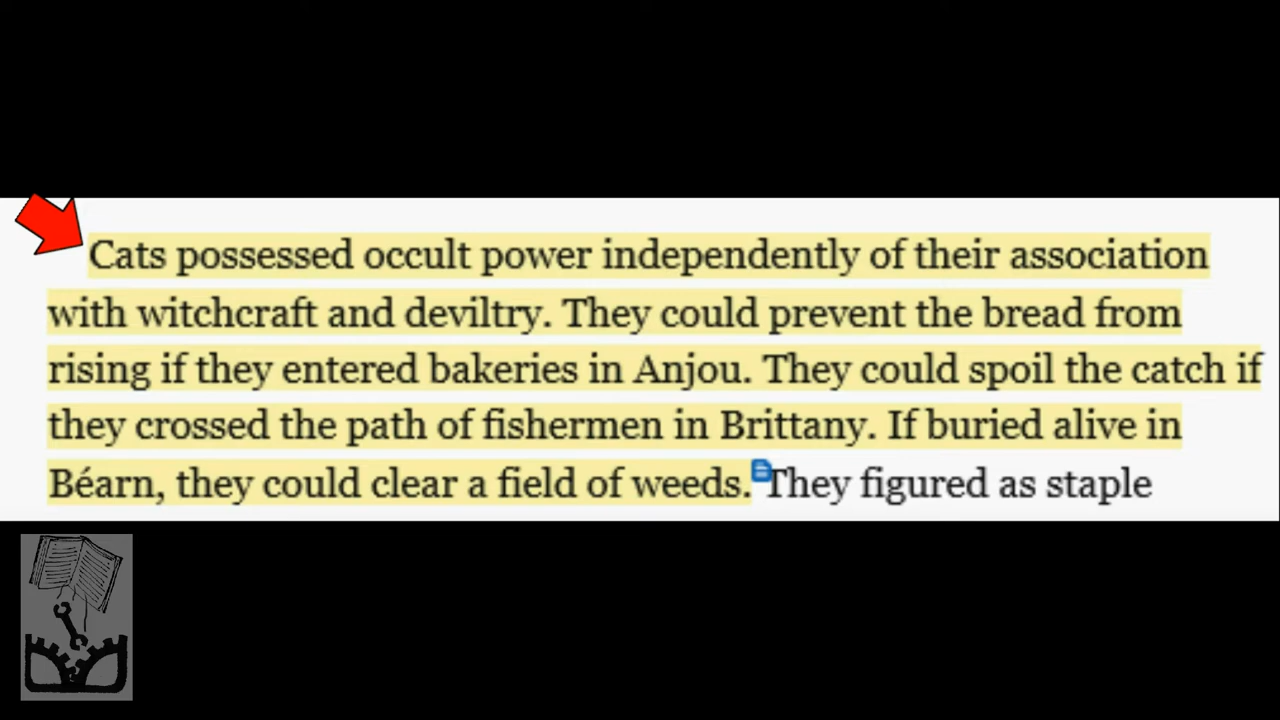 Cats possessed occult power independently of their association
with witchcraft and deviltry. They could prevent the bread from
rising if they entered bakeries in Anjou. They could spoil the catch if
they crossed the path of fishermen in Brittany. If buried alive in
Béarn, they could clear a field of weeds. They figured as staple